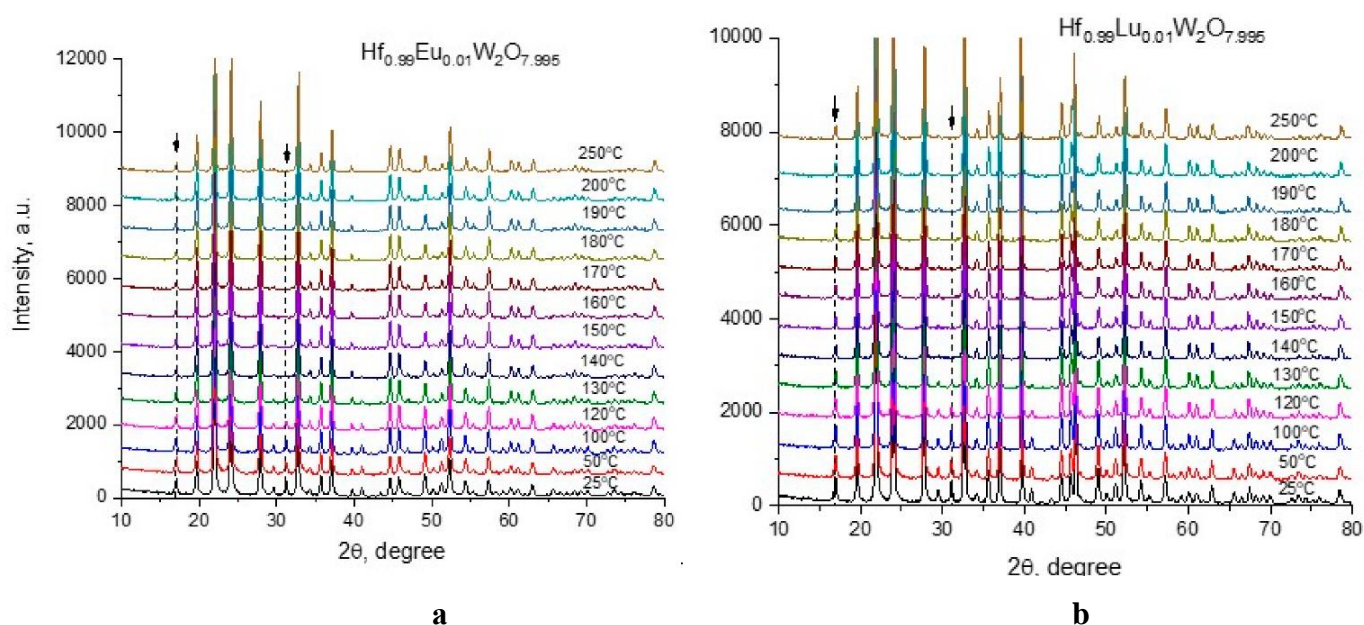 Hf0.99Eu0.01W2O7.995
12000
10000
8000
6000
4000
2000
0
Intensity, a.u.
250°C
200°C
190°C
180°C
170°C
160°C
150°C
140°C
130°C
120°C
100°C
50°C
25°C
10 20 30 40 50 60 70 80
2θ, degree
a
Hf0.99Lu0.01W2O7.995
10000
8000
6000
4000
2000
0
250°C
200°C
190°C
180°C
170°C
160°C
150°C
140°C
130°C
120°C
100°C
50°C
25°C
10 20 30 40 50 60 70 80
2θ, degree
b